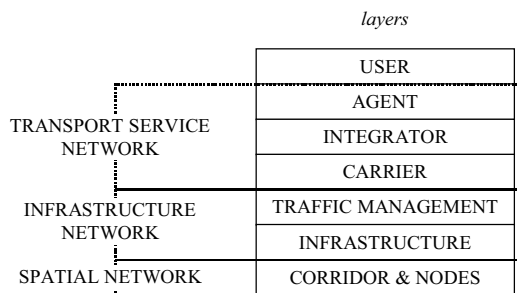 layers
USER
AGENT
TRANSPORT SERVICE
NETWORK
INTEGRATOR
CARRIER
INFRASTRUCTURE
NETWORK
TRAFFIC MANAGEMENT
INFRASTRUCTURE
SPATIAL NETWORK
CORRIDOR & NODES